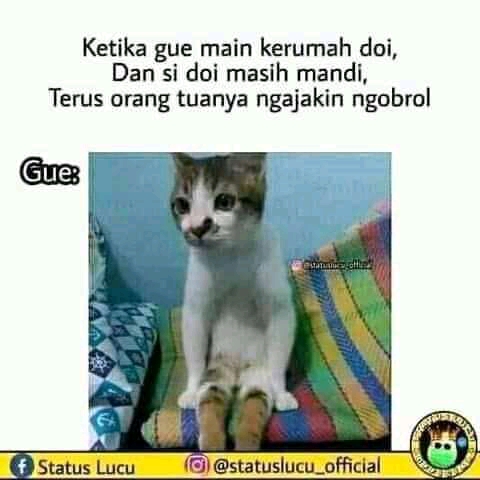 Ketika gue main kerumah doi,
Dan si doi masih mandi,
Terus orang tuanya ngajakin ngobrol
Gue:
@statuslucu_official
Status Lucu
@statuslucu_official